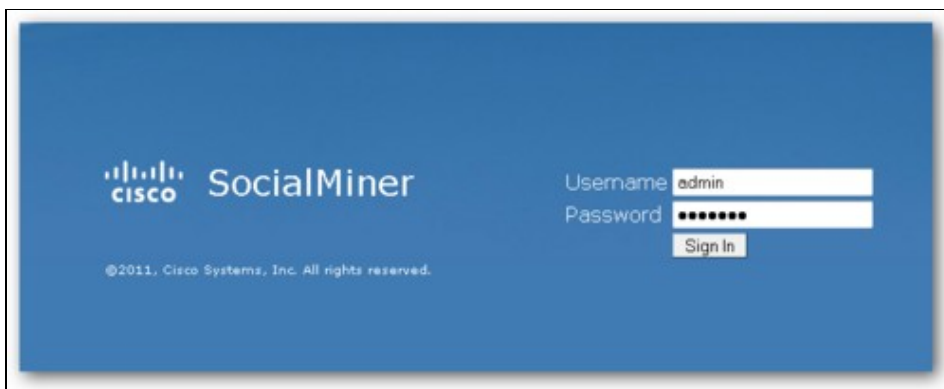 CISCO SocialMiner
Username admin
Password •••••••
Sign In
©2011, Cisco Systems, Inc. All rights reserved.